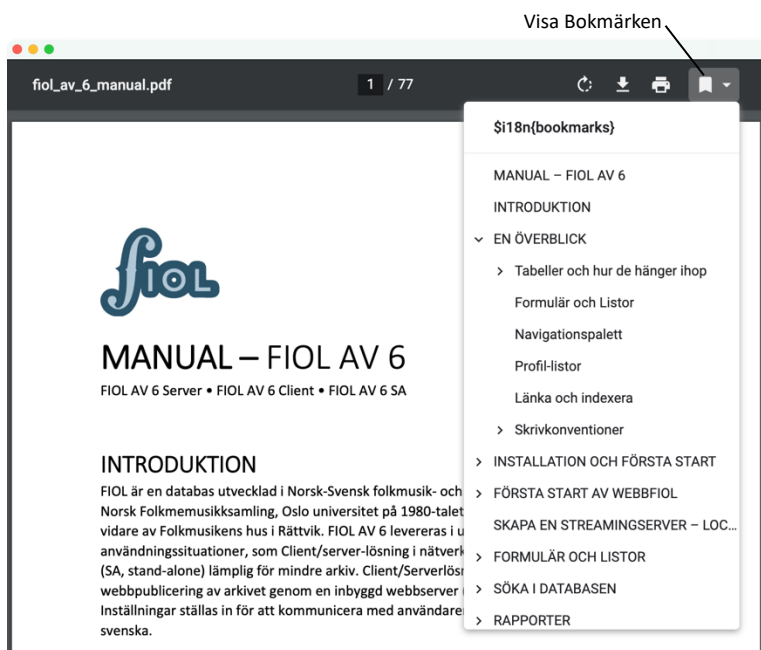 Visa Bokmärken
fiol_av_6_manual.pdf
1 / 77
$i18n{bookmarks}
MANUAL – FIOL AV 6
INTRODUKTION
EN ÖVERBLICK
Tabeller och hur de hänger ihop
Formulär och Listor
Navigationspalett
Profil-listor
Länka och indexera
Skrivkonventioner
INSTALLATION OCH FÖRSTA START
FÖRSTA START AV WEBBFIOL
SKAPA EN STREAMINGSERVER – LOC...
FORMULÄR OCH LISTOR
SÖKA I DATABASEN
RAPPORTER
FIOL
MANUAL – FIOL AV 6
FIOL AV 6 Server • FIOL AV 6 Client • FIOL AV 6 SA
INTRODUKTION
FIOL är en databas utvecklad i Norsk-Svensk folkmusik- och
Norsk Folkmemusikksamling, Oslo universitet på 1980-talet
vidare av Folkmusikens hus i Rättvik. FIOL AV 6 levereras i u
användningssituationer, som Client/server-lösning i nätverk
(SA, stand-alone) lämplig för mindre arkiv. Client/Serverlösn
webbpublicering av arkivet genom en inbyggd webbserver
Inställningar ställas in för att kommunicera med användaren
svenska.